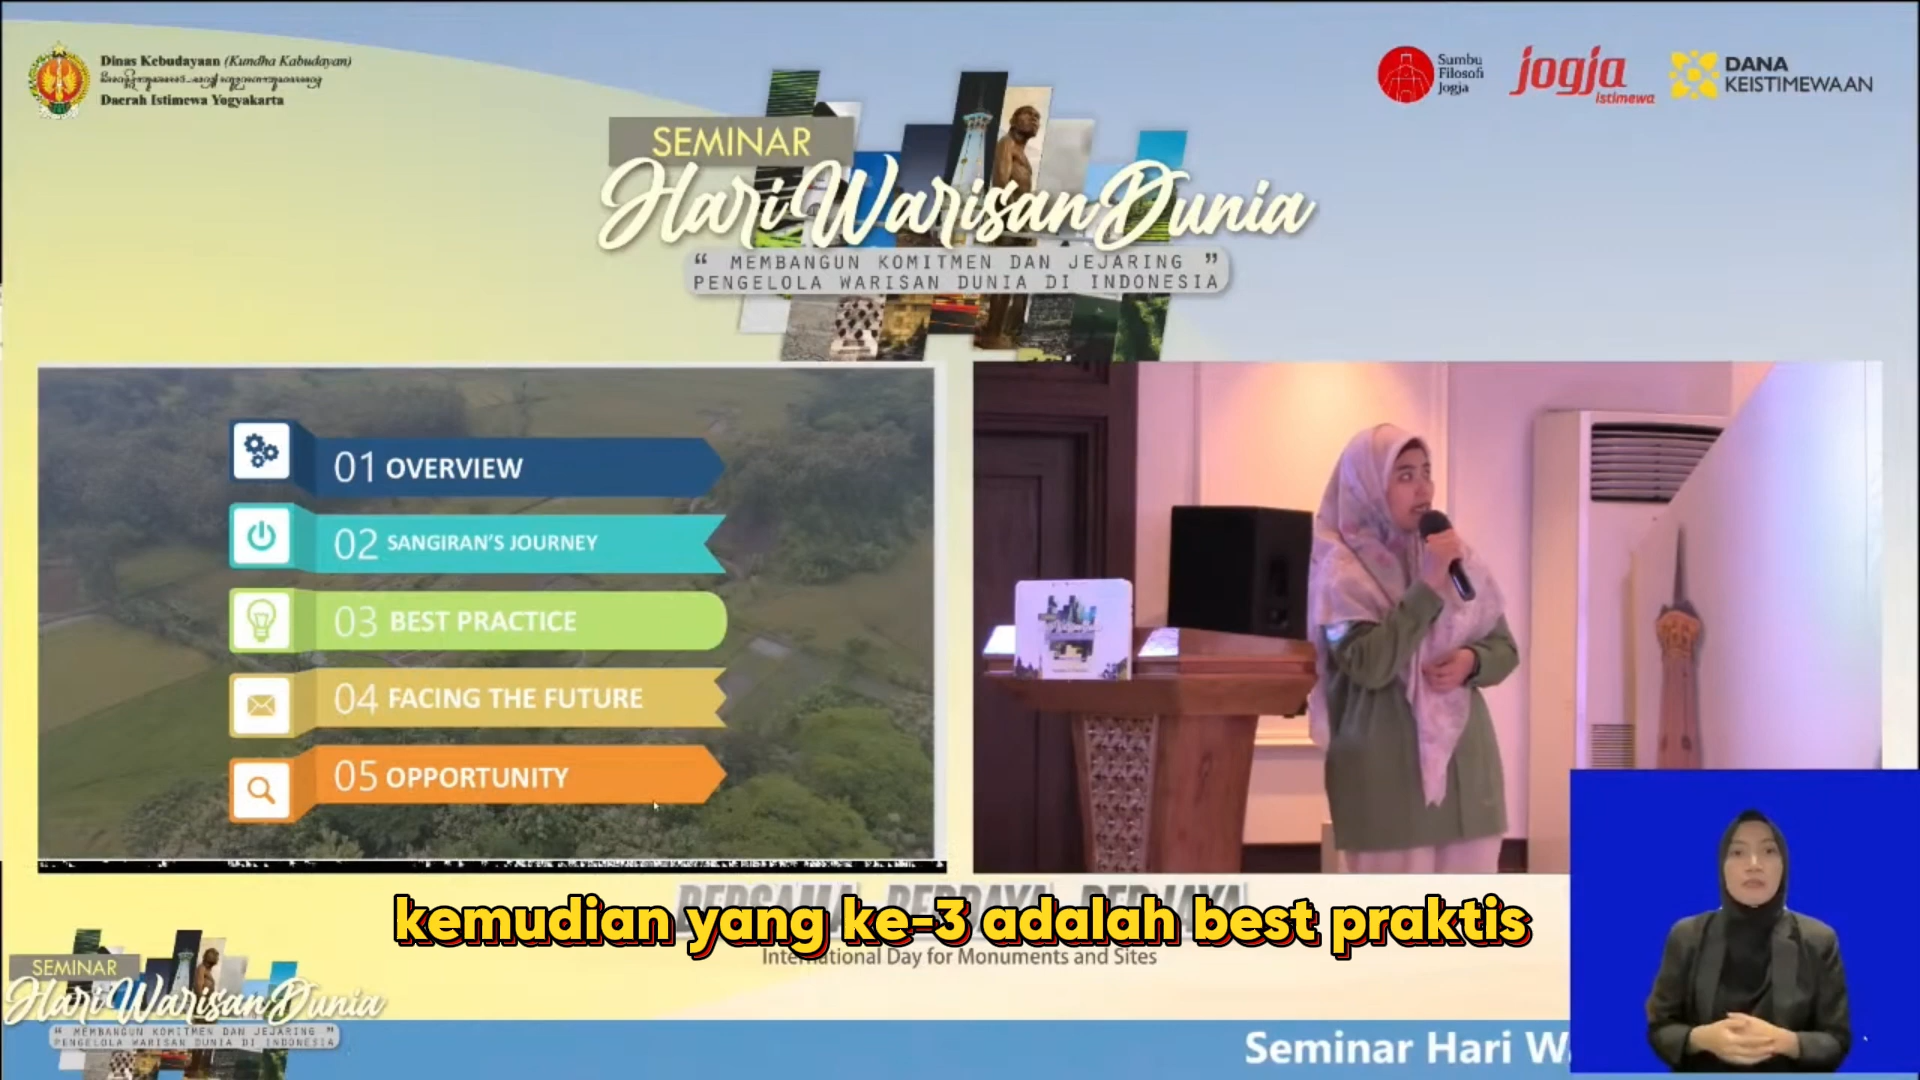 Dinas Kebudayaan (Kundha Kabudayan)
Daerah Istimewa Yogyakarta
Sumbu
Filosofi
Jogja
jogja
istimewa
DANA
KEISTIMEWAAN
SEMINAR
Hari Warisan Dunia
“ MEMBANGUN KOMITMEN DAN JEJARING ”
PENGELOLA WARISAN DUNIA DI INDONESIA
01 OVERVIEW
02 SANGIRAN’S JOURNEY
03 BEST PRACTICE
04 FACING THE FUTURE
05 OPPORTUNITY
kemudian yang ke-3 adalah best praktis
International Day for Monuments and Sites
SEMINAR
Hari Warisan Dunia
“ MEMBANGUN KOMITMEN DAN JEJARING ”
PENGELOLA WARISAN DUNIA DI INDONESIA
Seminar Hari